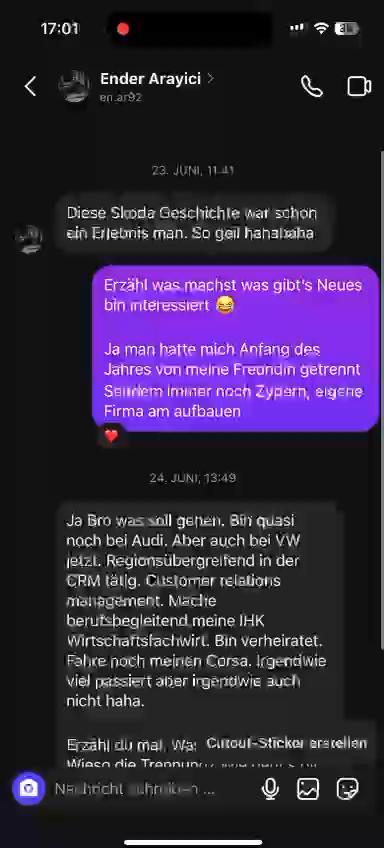 17:01
Ender Arayici
en.ar92
23. JUNI, 11:41
Diese Skoda Geschichte war schon
ein Erlebnis man. So geil hahahaha
Erzähl was machst was gibt's Neues
bin interessiert 😂
Ja man hatte mich Anfang des
Jahres von meine Freundin getrennt
Seitdem immer noch Zypern, eigene
Firma am aufbauen
24. JUNI, 13:49
Ja Bro was soll gehen. Bin quasi
noch bei Audi. Aber auch bei VW
jetzt. Regionsübergreifend in der
CRM tätig. Customer relations
management. Mache
berufsbegleitend meine IHK
Wirtschaftsfachwirt. Bin verheiratet.
Fahre noch meinen Corsa. Irgendwie
viel passiert aber irgendwie auch
nicht haha.
Erzähl du mal. Was
Cutout-Sticker erstellen
Wieso die Trennung
Nachricht schreiben ...